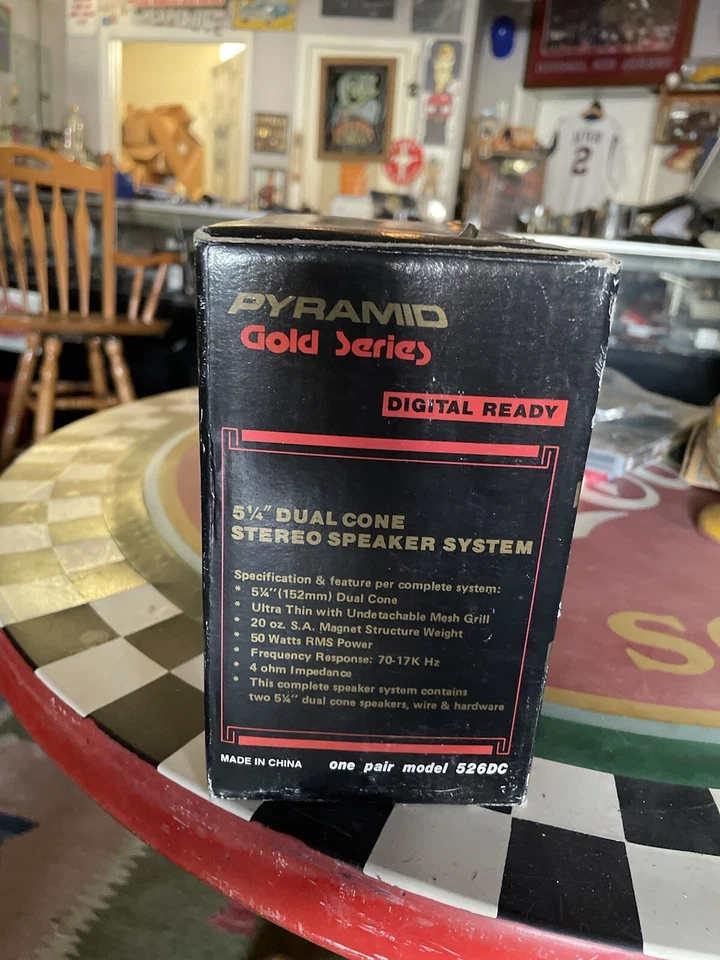 PYRAMID
Gold Series
DIGITAL READY
5¼" DUAL CONE
STEREO SPEAKER SYSTEM
Specification & feature per complete system:
* 5¼"(152mm) Dual Cone
* Ultra Thin with Undetachable Mesh Grill
* 20 oz. S.A. Magnet Structure Weight
* 50 Watts RMS Power
* Frequency Response: 70-17K Hz
* 4 ohm Impedance
* This complete speaker system contains
two 5¼" dual cone speakers, wire & hardware
MADE IN CHINA one pair model 526DC
2